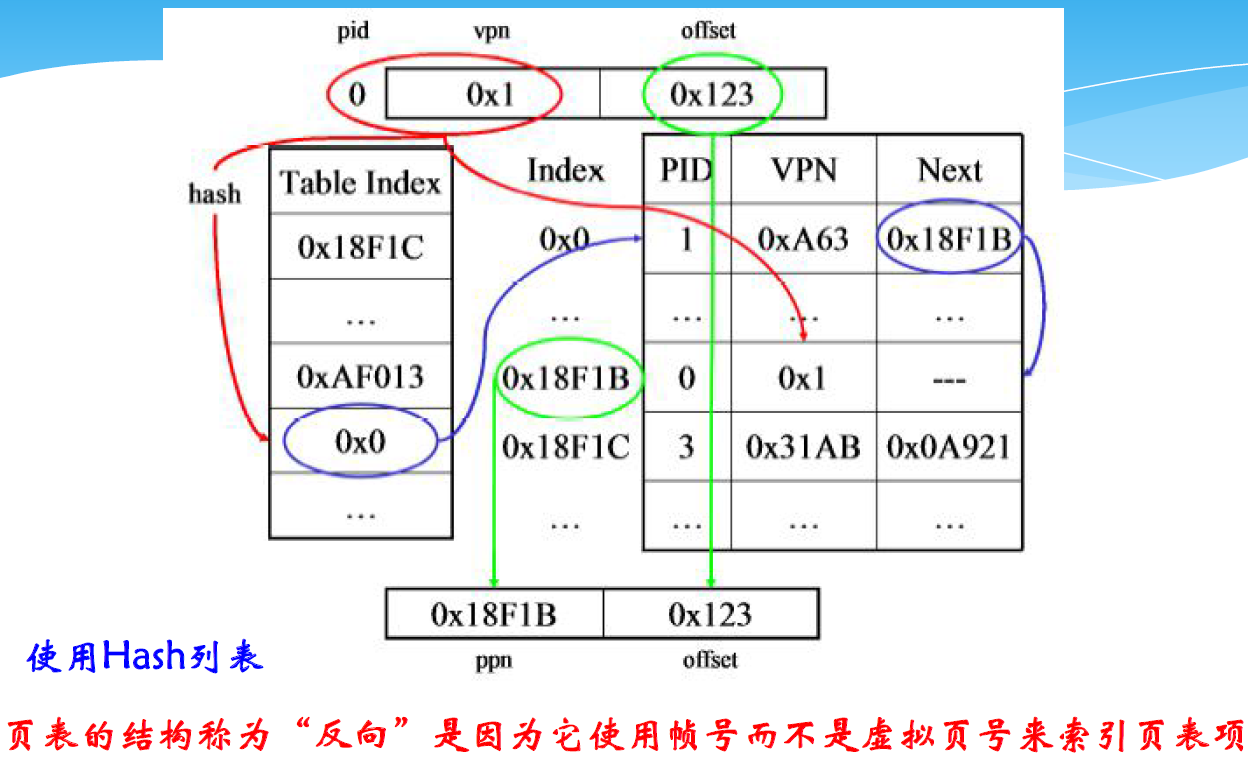 pid vpn offset
0 0x1 0x123
hash
Table Index
0x18F1C
...
0xAF013
0x0
...
Index PID VPN Next
0x0 1 0xA63 0x18F1B
... ... ... ...
0x18F1B 0 0x1 ---
0x18F1C 3 0x31AB 0x0A921
... ... ... ...
0x18F1B 0x123
ppn offset
使用Hash列表
页表的结构称为“反向”是因为它使用帧号而不是虚拟页号来索引页表项